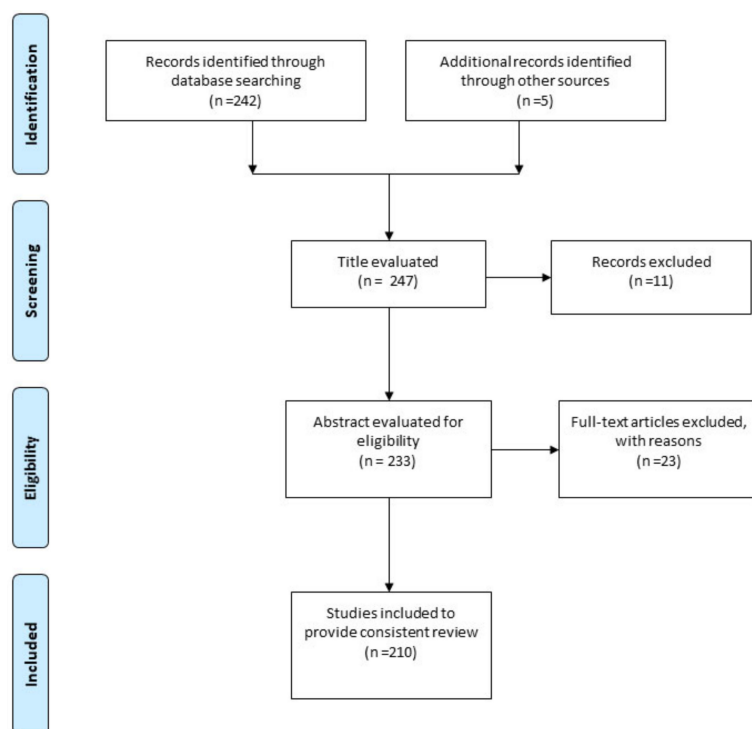 Identification
Records identified through
database searching
(n =242)
Additional records identified
through other sources
(n =5)
Screening
Title evaluated
(n = 247)
Records excluded
(n =11)
Eligibility
Abstract evaluated for
eligibility
(n = 233)
Full-text articles excluded,
with reasons
(n =23)
Included
Studies included to
provide consistent review
(n =210)